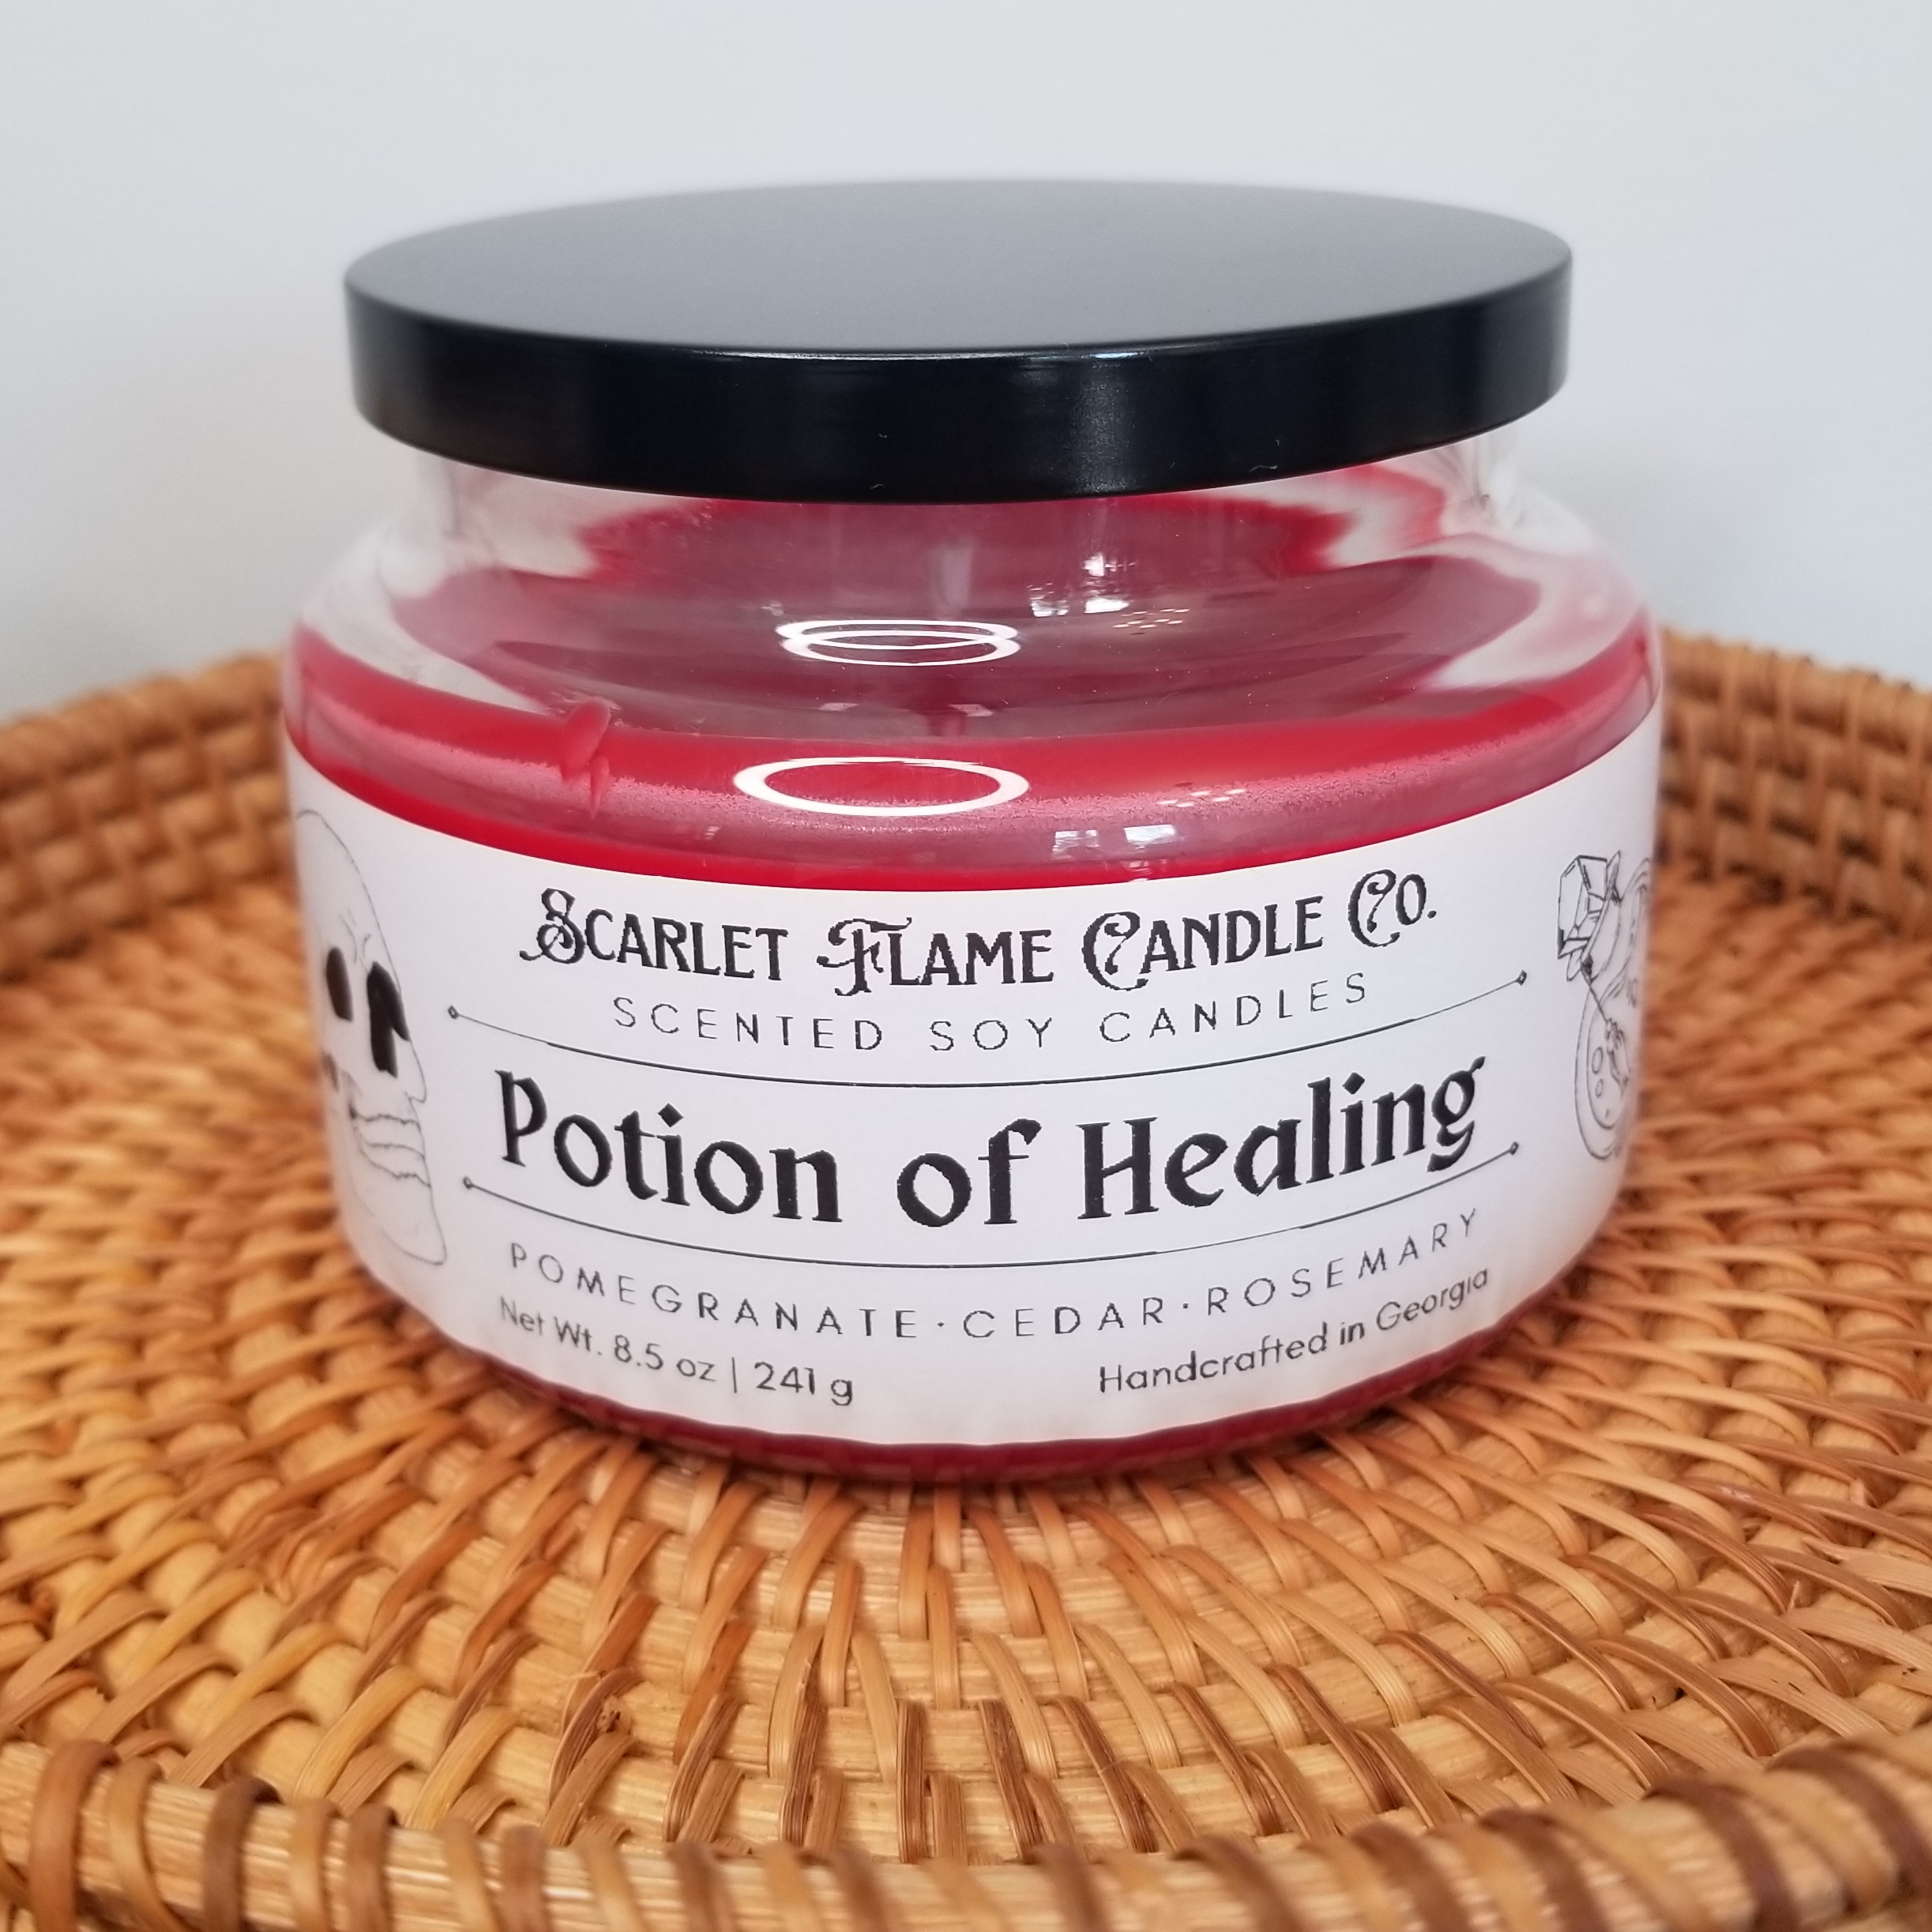 Scarlet Flame Candle Co.
SCENTED SOY CANDLES
Potion of Healing
POMEGRANATE·CEDAR·ROSEMARY
Net Wt. 8.5 oz | 241 g
Handcrafted in Georgia